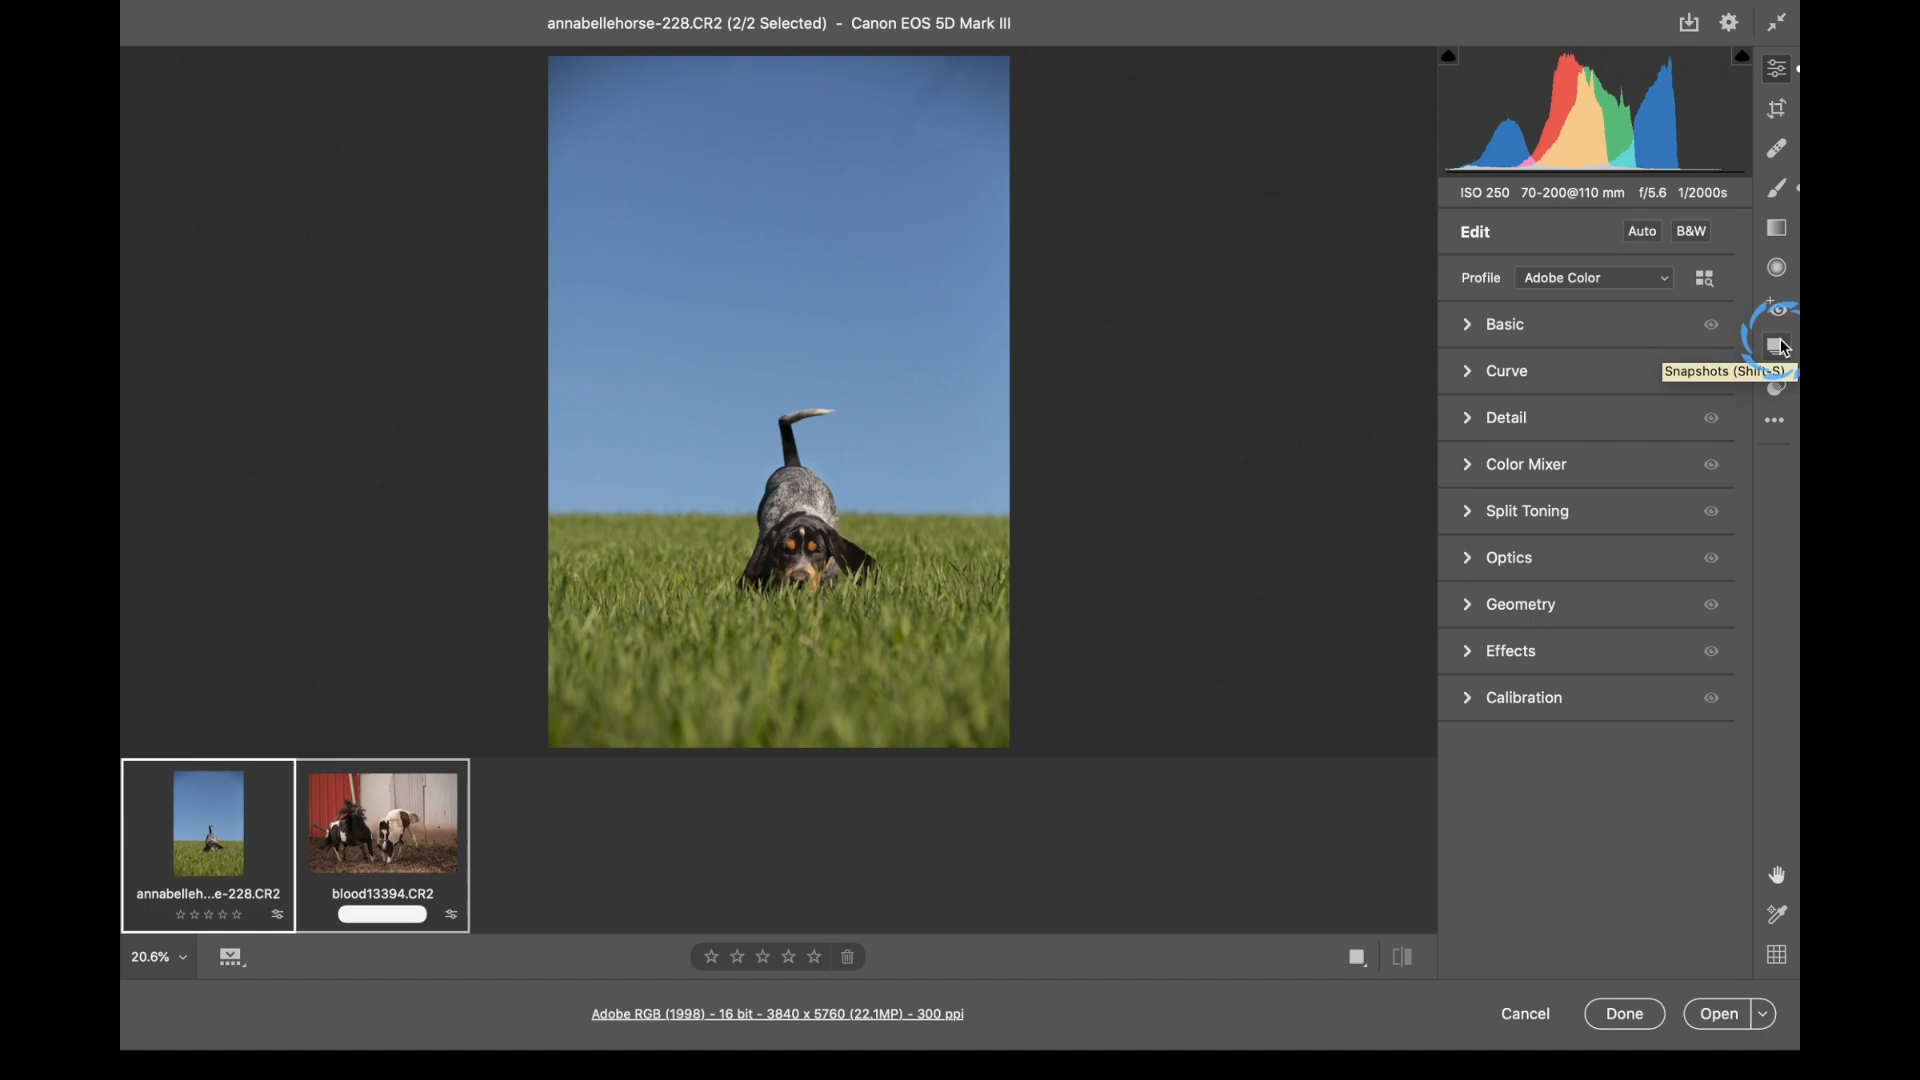 annabellehorse-228.CR2 (2/2 Selected) - Canon EOS 5D Mark III
ISO 250 70-200@110 mm f/5.6 1/2000s
Edit Auto B&W
Profile Adobe Color
Basic
Curve
Snapshots (Shift-S)
Detail
Color Mixer
Split Toning
Optics
Geometry
Effects
Calibration
annabelleh...e-228.CR2
blood13394.CR2
20.6%
Adobe RGB (1998) - 16 bit - 3840 x 5760 (22.1MP) - 300 ppi
Cancel Done Open